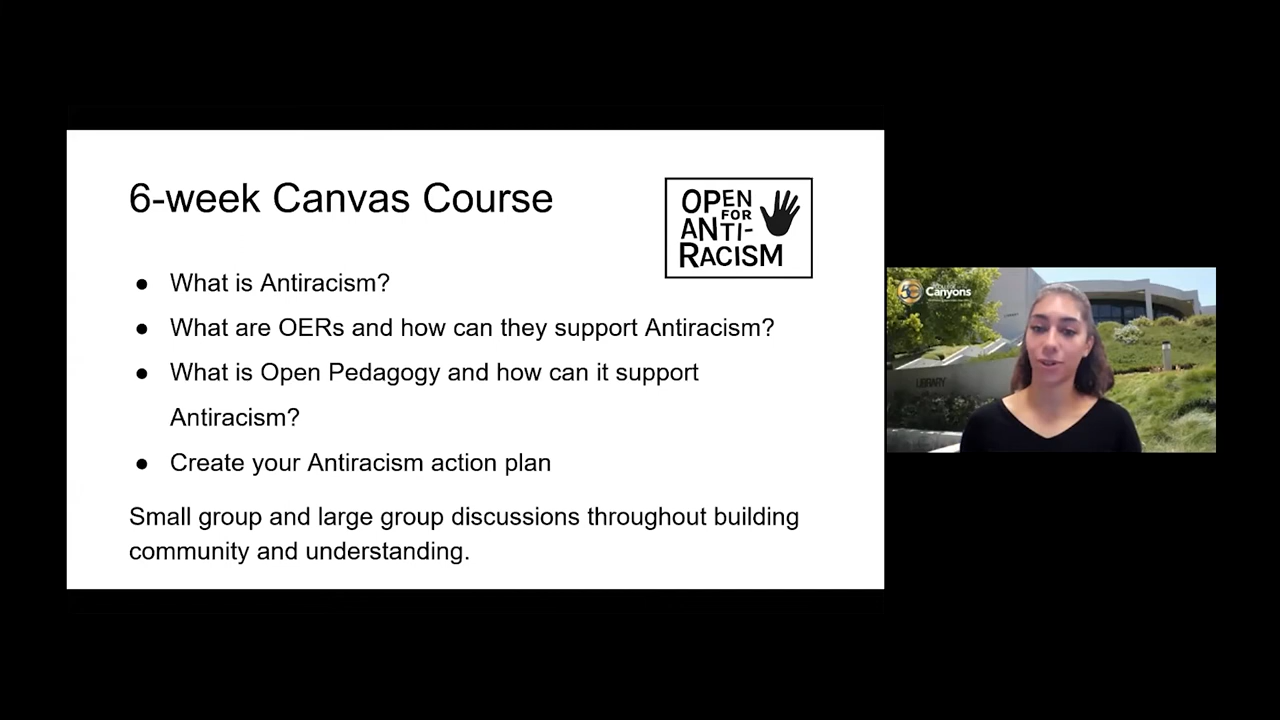 6-week Canvas Course
OPEN
FOR
ANTI-
RACISM
● What is Antiracism?
● What are OERs and how can they support Antiracism?
● What is Open Pedagogy and how can it support
Antiracism?
● Create your Antiracism action plan
Small group and large group discussions throughout building
community and understanding.
Canyons
LIBRARY